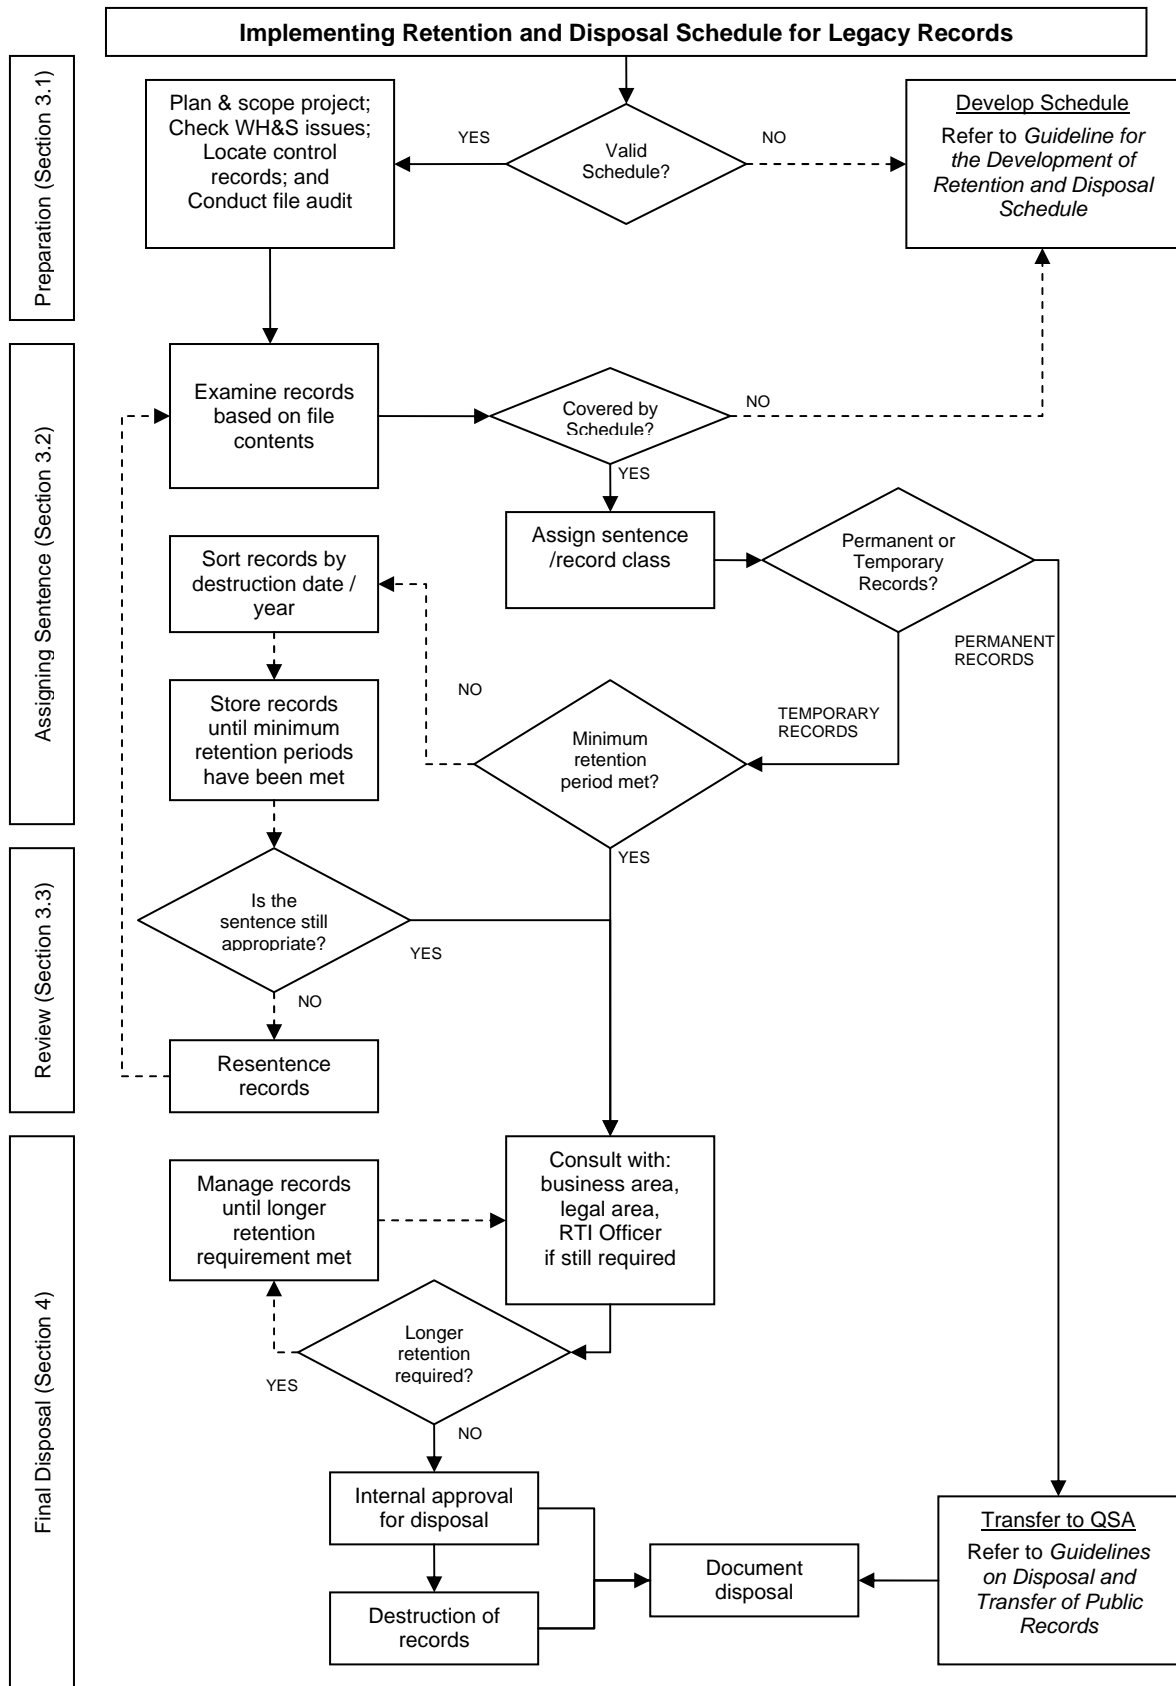 Implementing Retention and Disposal Schedule for Legacy Records
Preparation (Section 3.1)
Plan & scope project;
Check WH&S issues;
Locate control
records; and
Conduct file audit
YES
Valid
Schedule?
NO
Develop Schedule
Refer to Guideline for
the Development of
Retention and Disposal
Schedule
Assigning Sentence (Section 3.2)
Examine records
based on file
contents
Covered by
Schedule?
NO
YES
Assign sentence
/record class
Permanent or
Temporary
Records?
Sort records by
destruction date /
year
PERMANENT
RECORDS
TEMPORARY
RECORDS
NO
Store records
until minimum
retention periods
have been met
Minimum
retention
period met?
YES
Review (Section 3.3)
Is the
sentence still
appropriate?
YES
NO
Resentence
records
Final Disposal (Section 4)
Manage records
until longer
retention
requirement met
Consult with:
business area,
legal area,
RTI Officer
if still required
Longer
retention
required?
YES
NO
Internal approval
for disposal
Destruction of
records
Document
disposal
Transfer to QSA
Refer to Guidelines
on Disposal and
Transfer of Public
Records